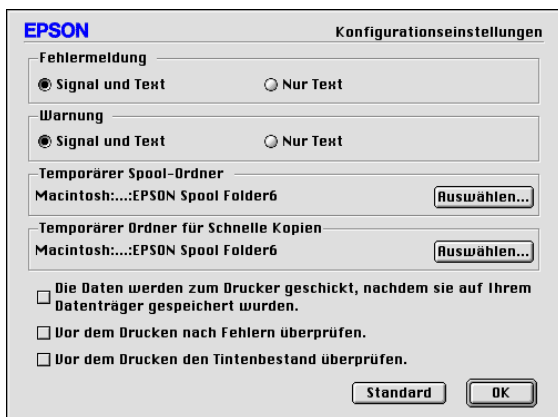 EPSON Konfigurationseinstellungen
Fehlermeldung
Signal und Text Nur Text
Warnung
Signal und Text Nur Text
Temporärer Spool-Ordner
Macintosh:...:EPSON Spool Folder6 Auswählen...
Temporärer Ordner für Schnelle Kopien
Macintosh:...:EPSON Spool Folder6 Auswählen...
Die Daten werden zum Drucker geschickt, nachdem sie auf Ihrem
Datenträger gespeichert wurden.
Vor dem Drucken nach Fehlern überprüfen.
Vor dem Drucken den Tintenbestand überprüfen.
Standard OK